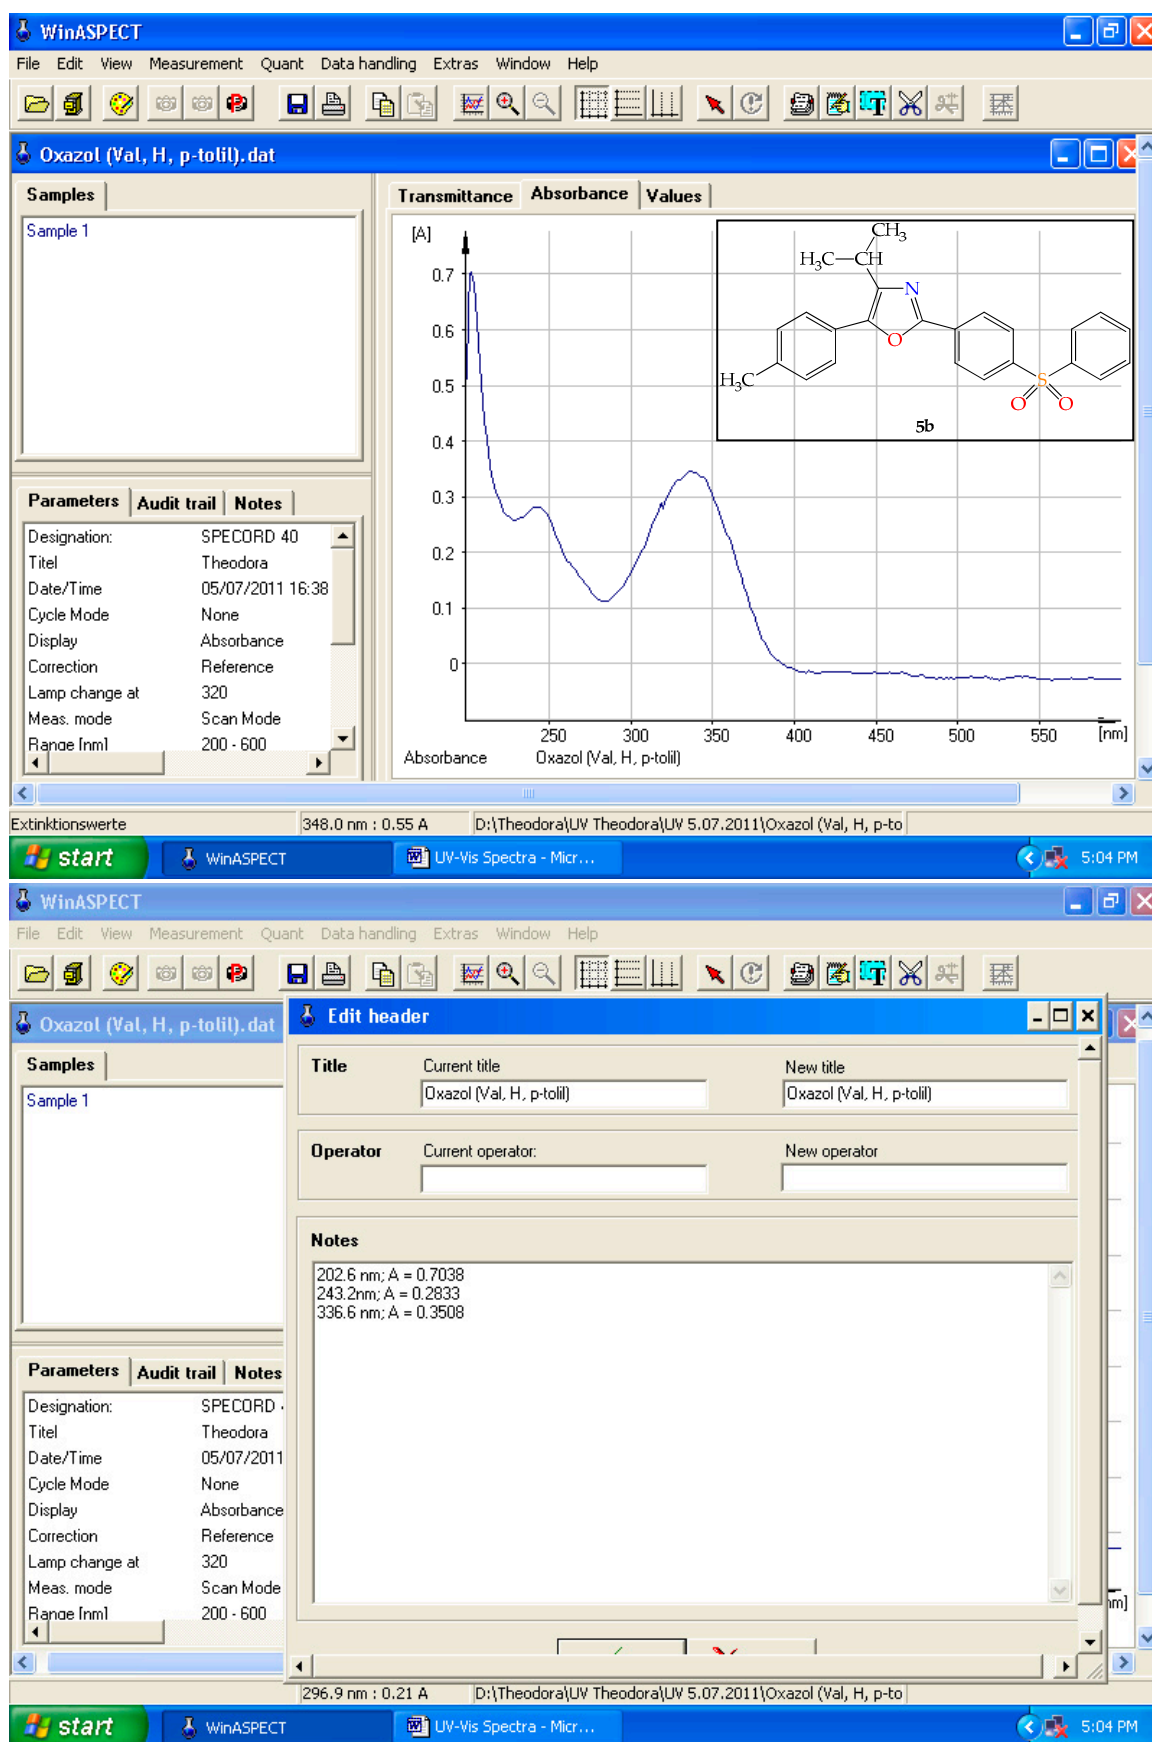 WinASPECT
File Edit View Measurement Quant Data handling Extras Window Help
Oxazol (Val, H, p-tolil).dat
Samples
Sample 1
Parameters Audit trail Notes
Designation: SPECORD 40
Titel Theodora
Date/Time 05/07/2011 16:38
Cycle Mode None
Display Absorbance
Correction Reference
Lamp change at 320
Meas. mode Scan Mode
Range [nm] 200 - 600
Transmittance Absorbance Values
[A]
0.7
0.6
0.5
0.4
0.3
0.2
0.1
0
250 300 350 400 450 500 550 [nm]
Absorbance Oxazol (Val, H, p-tolil)
CH3
H3C CH
N
O
H3C
S
O O
5b
Extinktionswerte 348.0 nm : 0.55 A D:\Theodora\UV Theodora\UV 5.07.2011\Oxazol (Val, H, p-to
start WinASPECT UV-Vis Spectra - Micr... 5:04 PM
WinASPECT
File Edit View Measurement Quant Data handling Extras Window Help
Oxazol (Val, H, p-tolil).dat
Samples
Sample 1
Parameters Audit trail Notes
Designation: SPECORD
Titel Theodora
Date/Time 05/07/2011
Cycle Mode None
Display Absorbance
Correction Reference
Lamp change at 320
Meas. mode Scan Mode
Range [nm] 200 - 600
Edit header
Title Current title New title
Oxazol (Val, H, p-tolil) Oxazol (Val, H, p-tolil)
Operator Current operator: New operator
Notes
202.6 nm; A = 0.7038
243.2nm; A = 0.2833
336.6 nm; A = 0.3508
nm]
296.9 nm : 0.21 A D:\Theodora\UV Theodora\UV 5.07.2011\Oxazol (Val, H, p-to
start WinASPECT UV-Vis Spectra - Micr... 5:04 PM